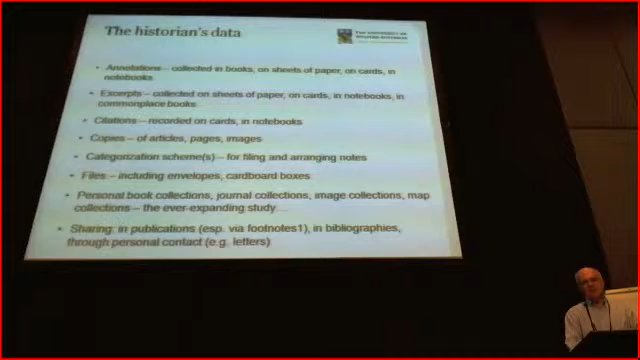 The historian's data
THE UNIVERSITY OF
WESTERN AUSTRALIA
• Annotations – collected in books, on sheets of paper, on cards, in
notebooks
• Excerpts – collected on sheets of paper, on cards, in notebooks, in
commonplace books
• Citations – recorded on cards, in notebooks
• Copies – of articles, pages, images
• Categorization scheme(s) – for filing and arranging notes
• Files – including envelopes, cardboard boxes
• Personal book collections, journal collections, image collections, map
collections – the ever-expanding study…
• Sharing: in publications (esp. via footnotes1), in bibliographies,
through personal contact (e.g. letters)